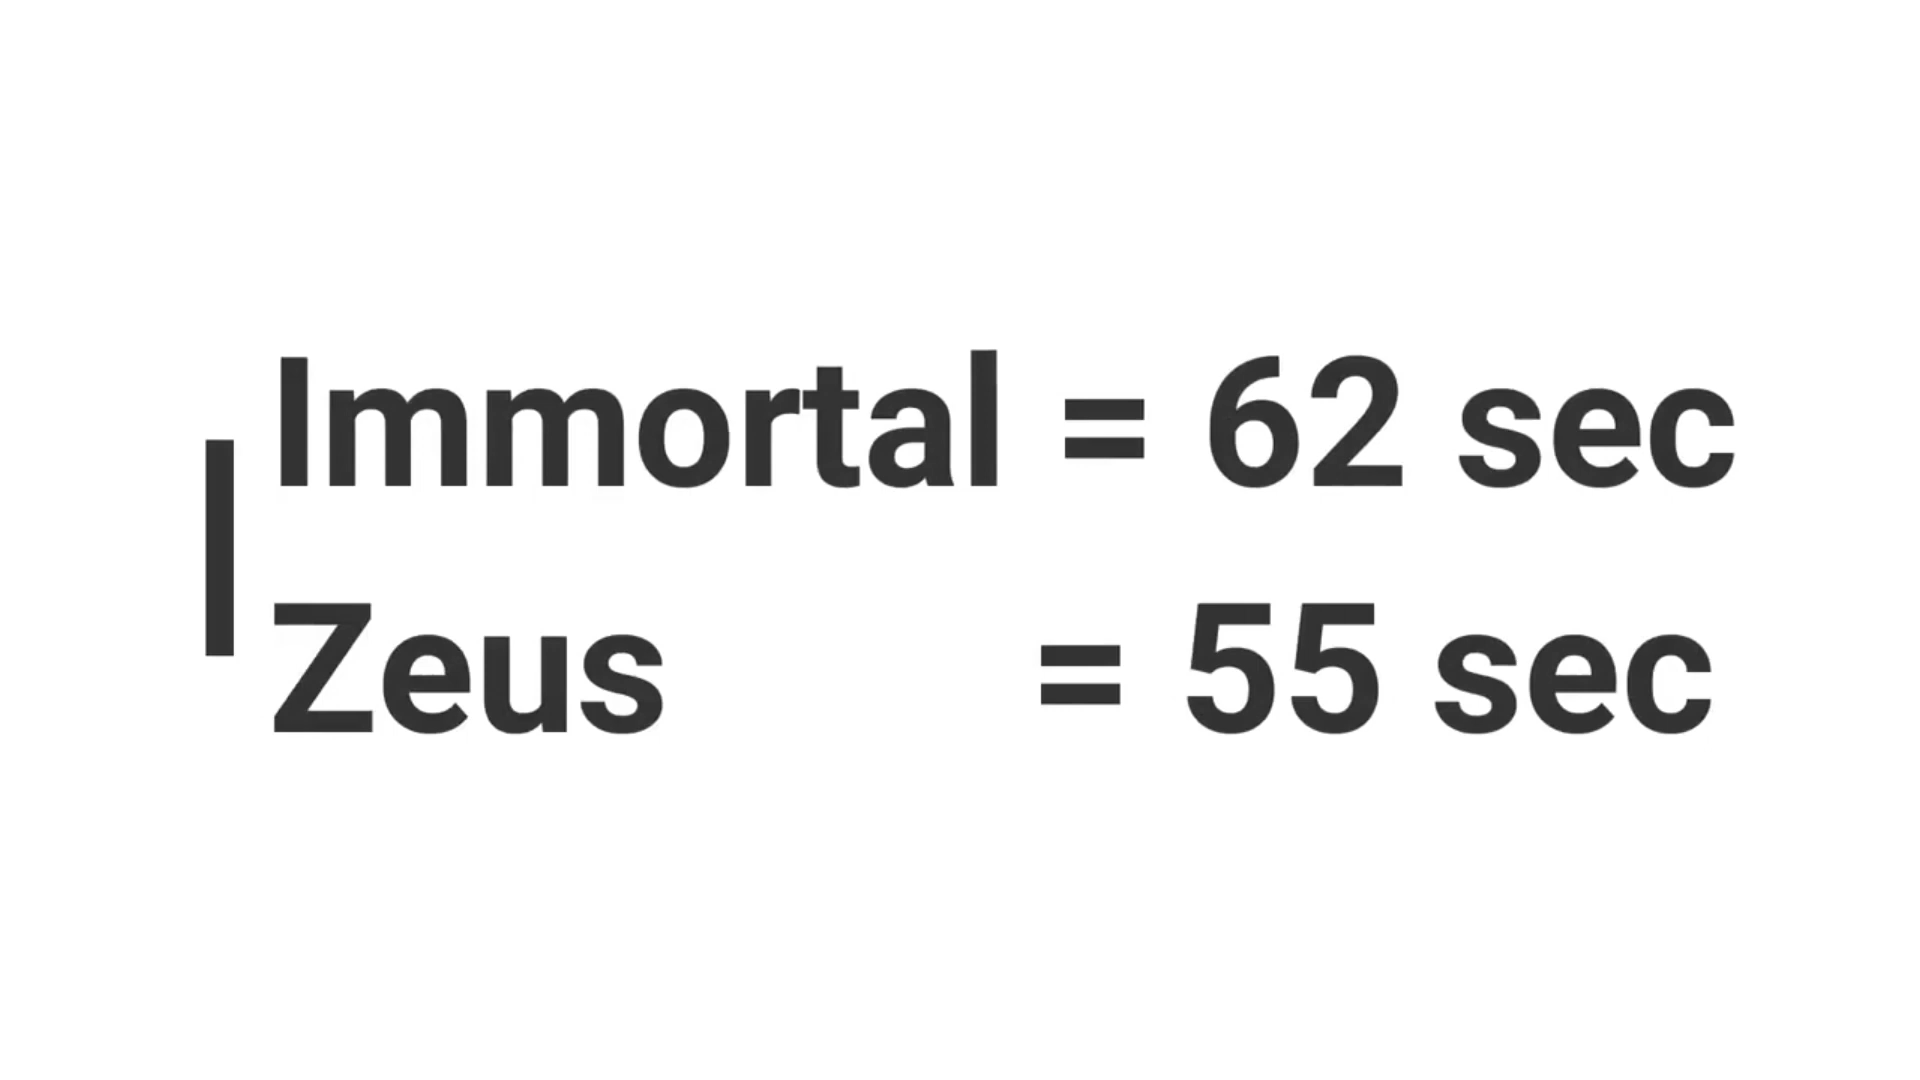 Immortal = 62 sec
Zeus = 55 sec